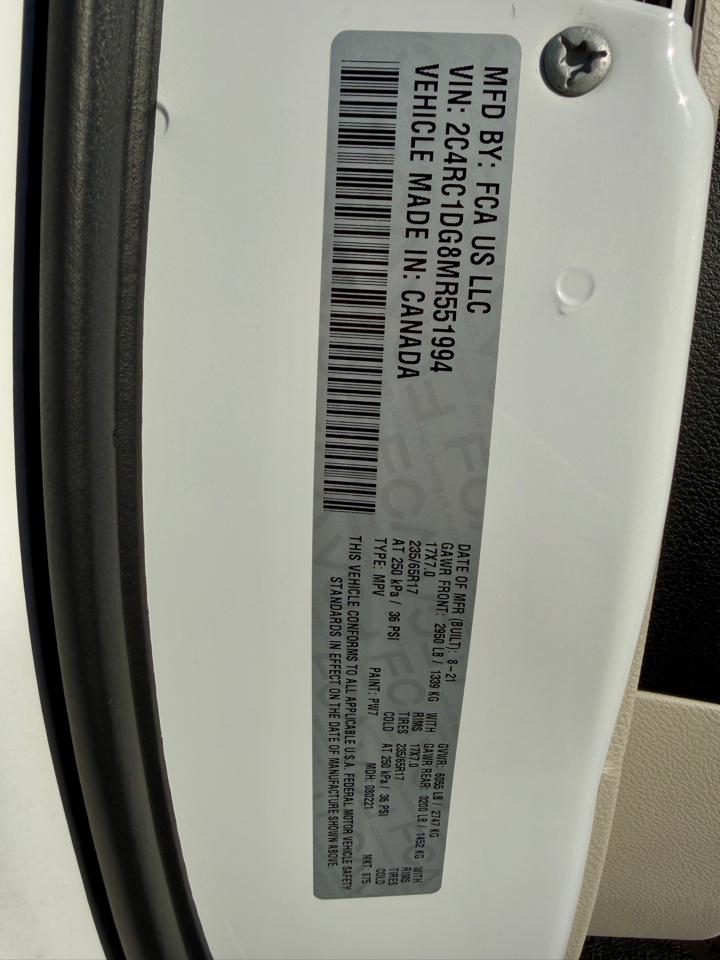 MFD BY: FCA US LLC
VIN: 2C4RC1DG8MR551994
VEHICLE MADE IN: CANADA
DATE OF MFR (BUILT): 8-21 GVWR: 6055 LB / 2747 KG
GAWR FRONT: 2950 LB / 1339 KG WITH GAWR REAR: 3200 LB / 1452 KG WITH
17X7.0 RIMS 17X7.0 RIMS
235/65R17 TIRES 235/65R17 TIRES
AT 250 kPa / 36 PSI COLD AT 250 kPa / 36 PSI COLD
TYPE: MPV PAINT: PW7 MDH: 080221 MKT: 875
THIS VEHICLE CONFORMS TO ALL APPLICABLE U.S.A. FEDERAL MOTOR VEHICLE SAFETY
STANDARDS IN EFFECT ON THE DATE OF MANUFACTURE SHOWN ABOVE.